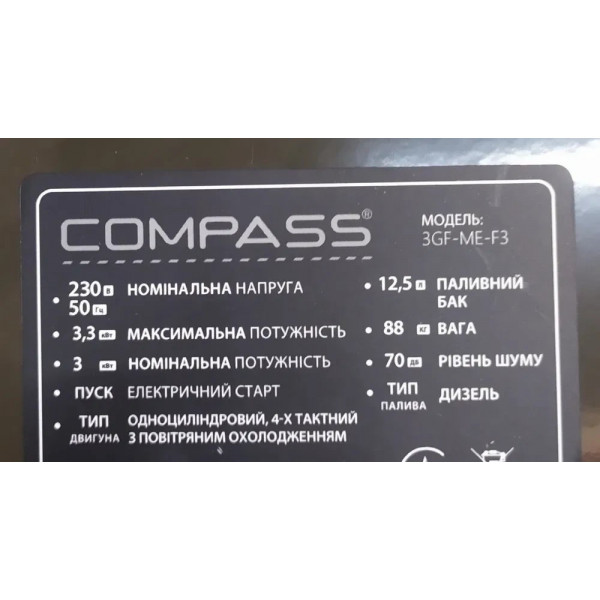 COMPASS®
МОДЕЛЬ:
3GF-ME-F3
230 В НОМІНАЛЬНА НАПРУГА
50 Гц
3,3 кВт МАКСИМАЛЬНА ПОТУЖНІСТЬ
3 кВт НОМІНАЛЬНА ПОТУЖНІСТЬ
ПУСК ЕЛЕКТРИЧНИЙ СТАРТ
ТИП ДВИГУНА ОДНОЦИЛІНДРОВИЙ, 4-Х ТАКТНИЙ
З ПОВІТРЯНИМ ОХОЛОДЖЕННЯМ
12,5 Л ПАЛИВНИЙ
БАК
88 КГ ВАГА
70 ДБ РІВЕНЬ ШУМУ
ТИП ПАЛИВА ДИЗЕЛЬ